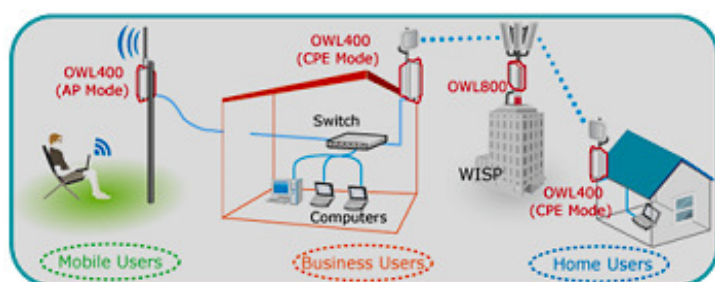 OWL400
(AP Mode)
OWL400
(CPE Mode)
Switch
Computers
OWL800
WISP
OWL400
(CPE Mode)
Mobile Users
Business Users
Home Users